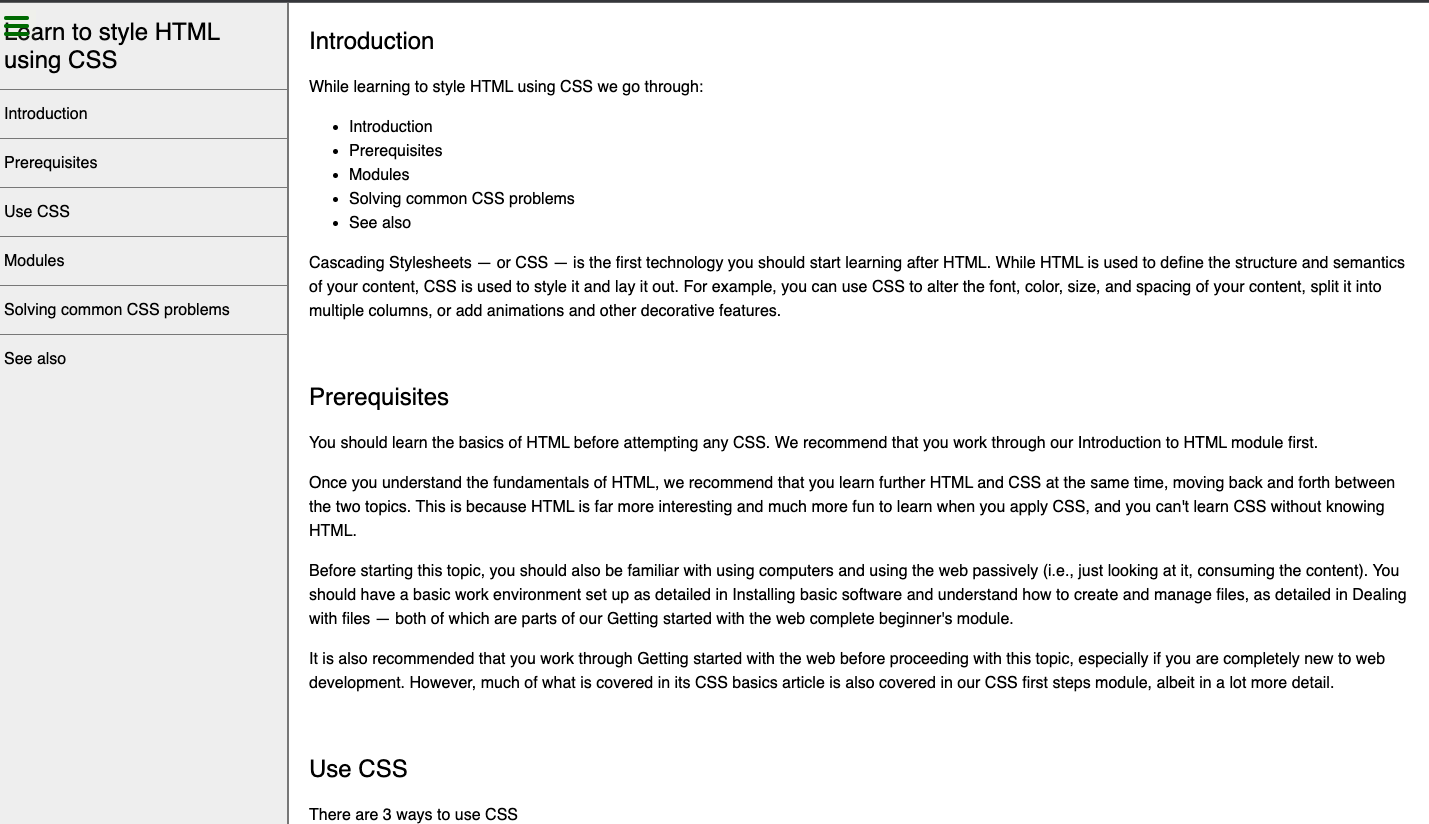 Learn to style HTML
using CSS
Introduction
Prerequisites
Use CSS
Modules
Solving common CSS problems
See also
Introduction
While learning to style HTML using CSS we go through:
• Introduction
• Prerequisites
• Modules
• Solving common CSS problems
• See also
Cascading Stylesheets — or CSS — is the first technology you should start learning after HTML. While HTML is used to define the structure and semantics
of your content, CSS is used to style it and lay it out. For example, you can use CSS to alter the font, color, size, and spacing of your content, split it into
multiple columns, or add animations and other decorative features.
Prerequisites
You should learn the basics of HTML before attempting any CSS. We recommend that you work through our Introduction to HTML module first.
Once you understand the fundamentals of HTML, we recommend that you learn further HTML and CSS at the same time, moving back and forth between
the two topics. This is because HTML is far more interesting and much more fun to learn when you apply CSS, and you can't learn CSS without knowing
HTML.
Before starting this topic, you should also be familiar with using computers and using the web passively (i.e., just looking at it, consuming the content). You
should have a basic work environment set up as detailed in Installing basic software and understand how to create and manage files, as detailed in Dealing
with files — both of which are parts of our Getting started with the web complete beginner's module.
It is also recommended that you work through Getting started with the web before proceeding with this topic, especially if you are completely new to web
development. However, much of what is covered in its CSS basics article is also covered in our CSS first steps module, albeit in a lot more detail.
Use CSS
There are 3 ways to use CSS